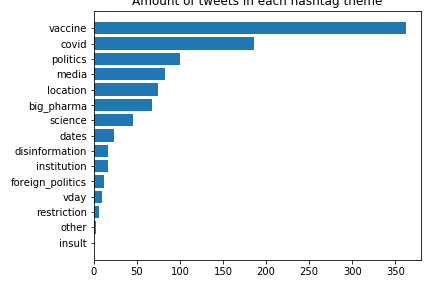 Amount of tweets in each hashtag theme
vaccine
covid
politics
media
location
big_pharma
science
dates
disinformation
institution
foreign_politics
vday
restriction
other
insult
0 50 100 150 200 250 300 350